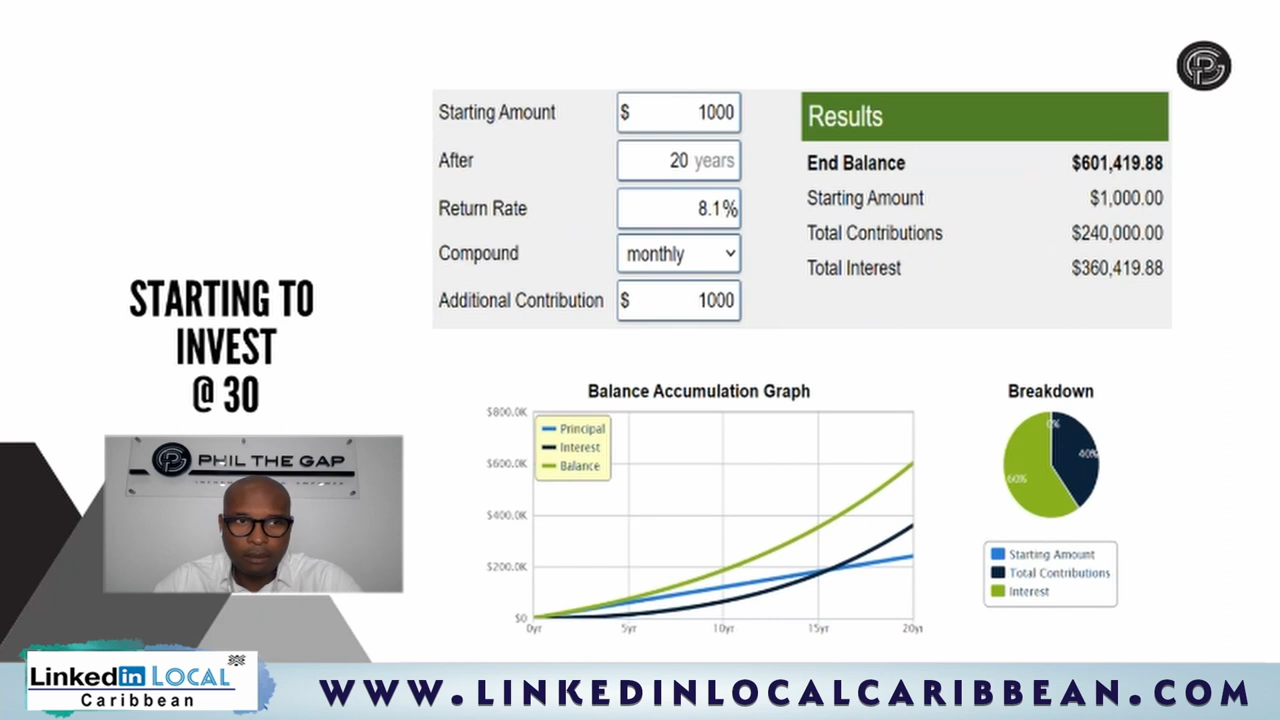 Starting Amount
$ 1000
After
20 years
Return Rate
8.1%
Compound
monthly
Additional Contribution
$ 1000
Results
End Balance
$601,419.88
Starting Amount
$1,000.00
Total Contributions
$240,000.00
Total Interest
$360,419.88
STARTING TO
INVEST
@ 30
PHIL THE GAP
Balance Accumulation Graph
$800.0K
$600.0K
$400.0K
$200.0K
$0
Principal
Interest
Balance
0yr
5yr
10yr
15yr
20yr
Breakdown
0%
40%
60%
Starting Amount
Total Contributions
Interest
Linkedin LOCAL
Caribbean
WWW.LINKEDINLOCALCARIBBEAN.COM